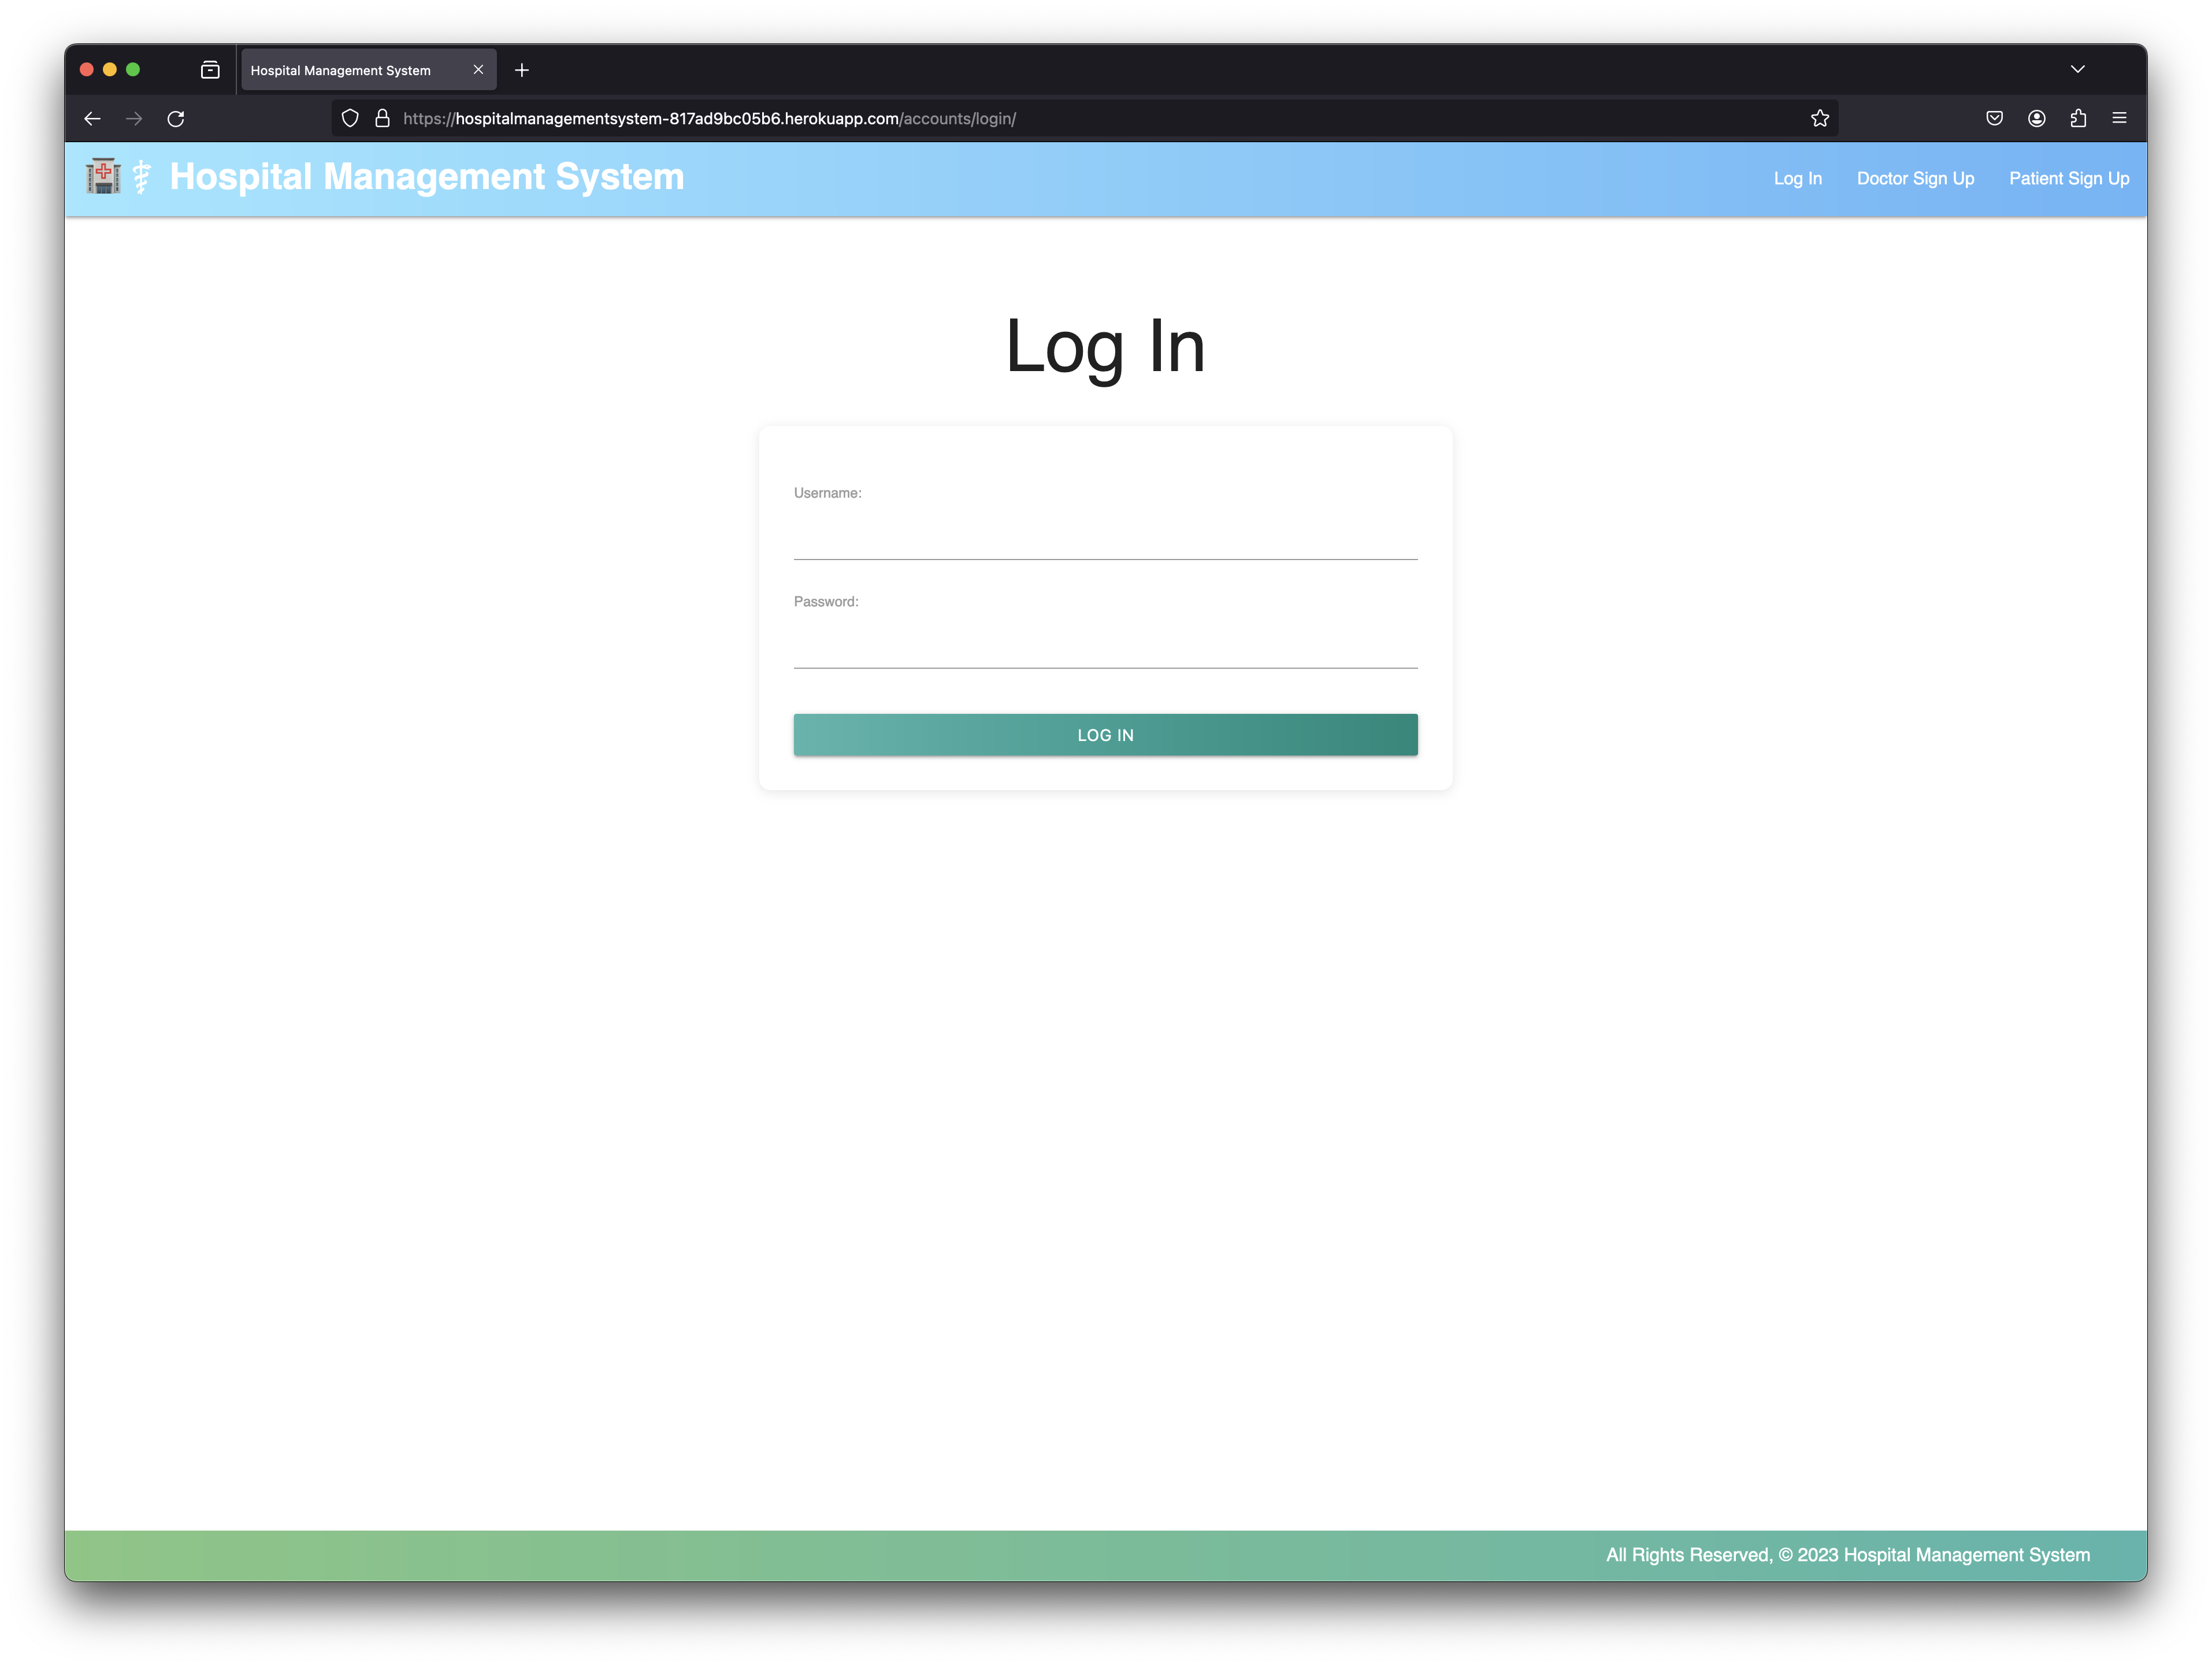 Hospital Management System
https://hospitalmanagementsystem-817ad9bc05b6.herokuapp.com/accounts/login/
Hospital Management System
Log In Doctor Sign Up Patient Sign Up
Log In
Username:
Password:
LOG IN
All Rights Reserved, © 2023 Hospital Management System